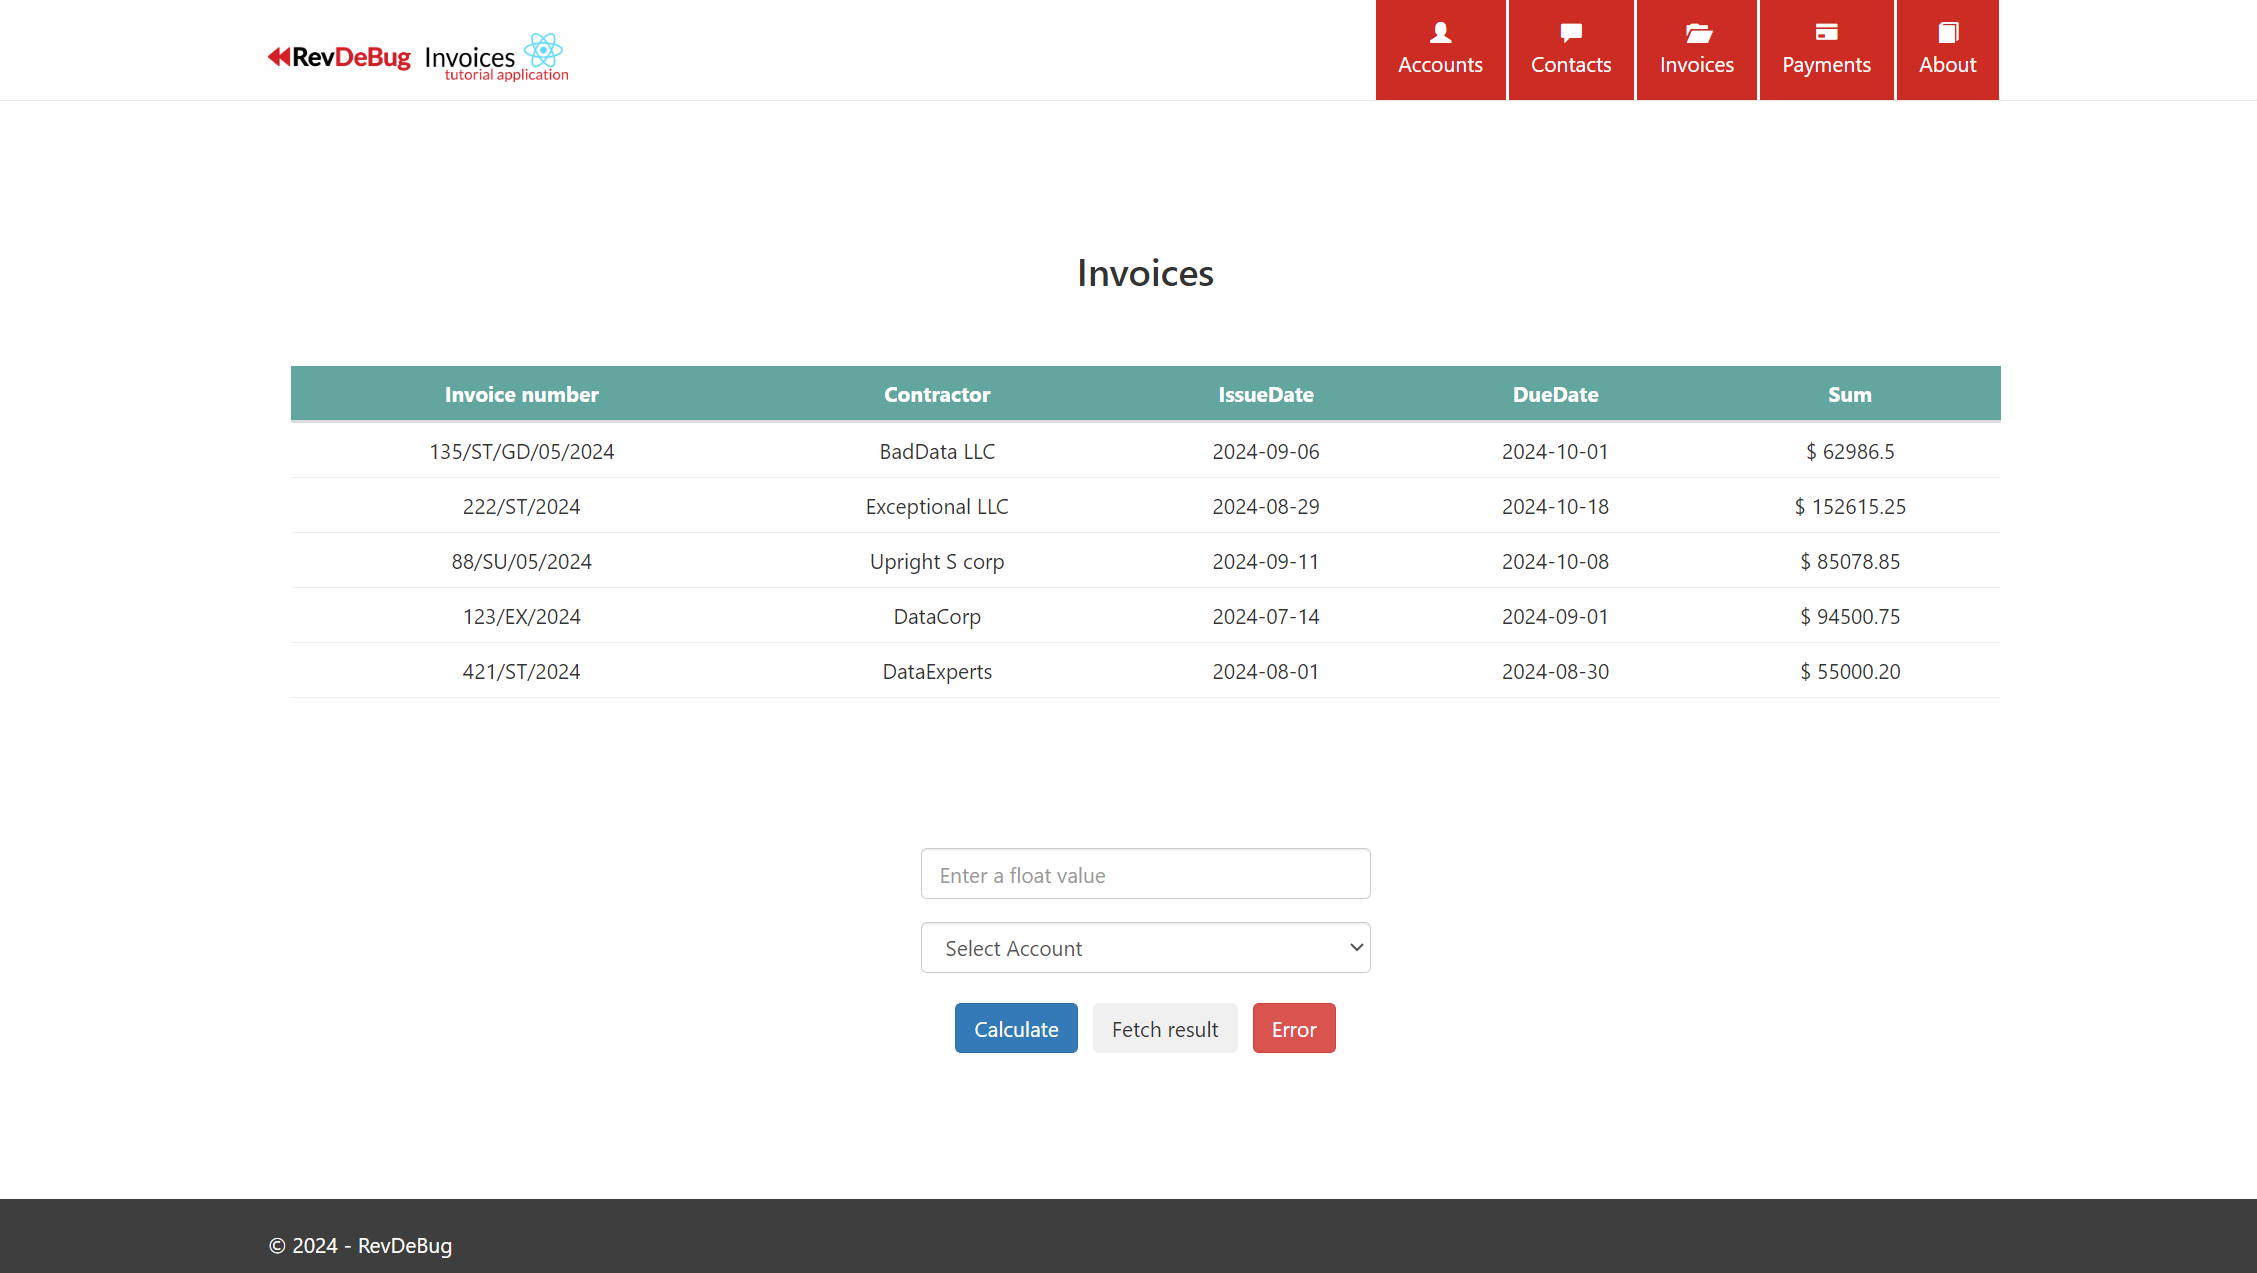 RevDeBug Invoices
tutorial application
Accounts Contacts Invoices Payments About
Invoices
Invoice number Contractor IssueDate DueDate Sum
135/ST/GD/05/2024 BadData LLC 2024-09-06 2024-10-01 $ 62986.5
222/ST/2024 Exceptional LLC 2024-08-29 2024-10-18 $ 152615.25
88/SU/05/2024 Upright S corp 2024-09-11 2024-10-08 $ 85078.85
123/EX/2024 DataCorp 2024-07-14 2024-09-01 $ 94500.75
421/ST/2024 DataExperts 2024-08-01 2024-08-30 $ 55000.20
Enter a float value
Select Account
Calculate Fetch result Error
© 2024 - RevDeBug